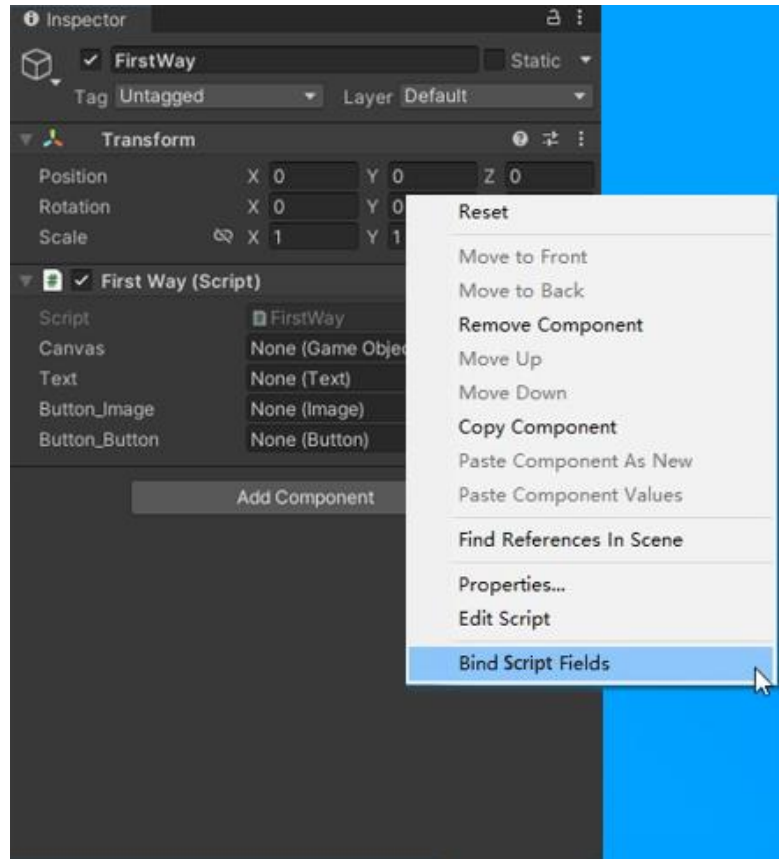 Inspector
FirstWay Static
Tag Untagged Layer Default
Transform
Position X 0 Y 0 Z 0
Rotation X 0 Y 0
Scale X 1 Y 1
First Way (Script)
Script FirstWay
Canvas None (Game Objec
Text None (Text)
Button_Image None (Image)
Button_Button None (Button)
Add Component
Reset
Move to Front
Move to Back
Remove Component
Move Up
Move Down
Copy Component
Paste Component As New
Paste Component Values
Find References In Scene
Properties...
Edit Script
Bind Script Fields